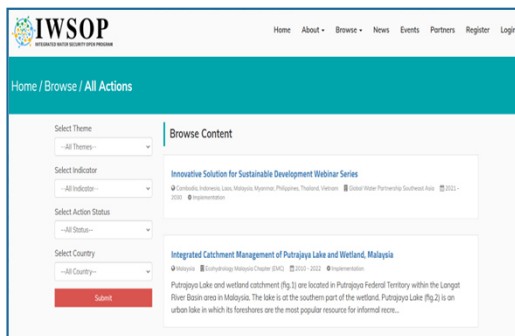 IWSOP
INTEGRATED WATER SECURITY OPEN PROGRAM
Home About Browse News Events Partners Register Login
Home / Browse / All Actions
Select Theme
--All Themes--
Select Indicator
--All Indicator--
Select Action Status
--All Status--
Select Country
--All Country--
Submit
Browse Content
Innovative Solution for Sustainable Development Webinar Series
Cambodia, Indonesia, Laos, Malaysia, Myanmar, Philippines, Thailand, Vietnam Global Water Partnership Southeast Asia 2021 -
2030 Implementation
Integrated Catchment Management of Putrajaya Lake and Wetland, Malaysia
Malaysia Ecohydrology Malaysia Chapter (EMC) 2010 - 2022 Implementation
Putrajaya Lake and wetland catchment (fig.1) are located in Putrajaya Federal Territory within the Langat
River Basin area in Malaysia. The lake is at the southern part of the wetland. Putrajaya Lake (fig.2) is an
urban lake in which its foreshores are the most popular resource for informal recre...